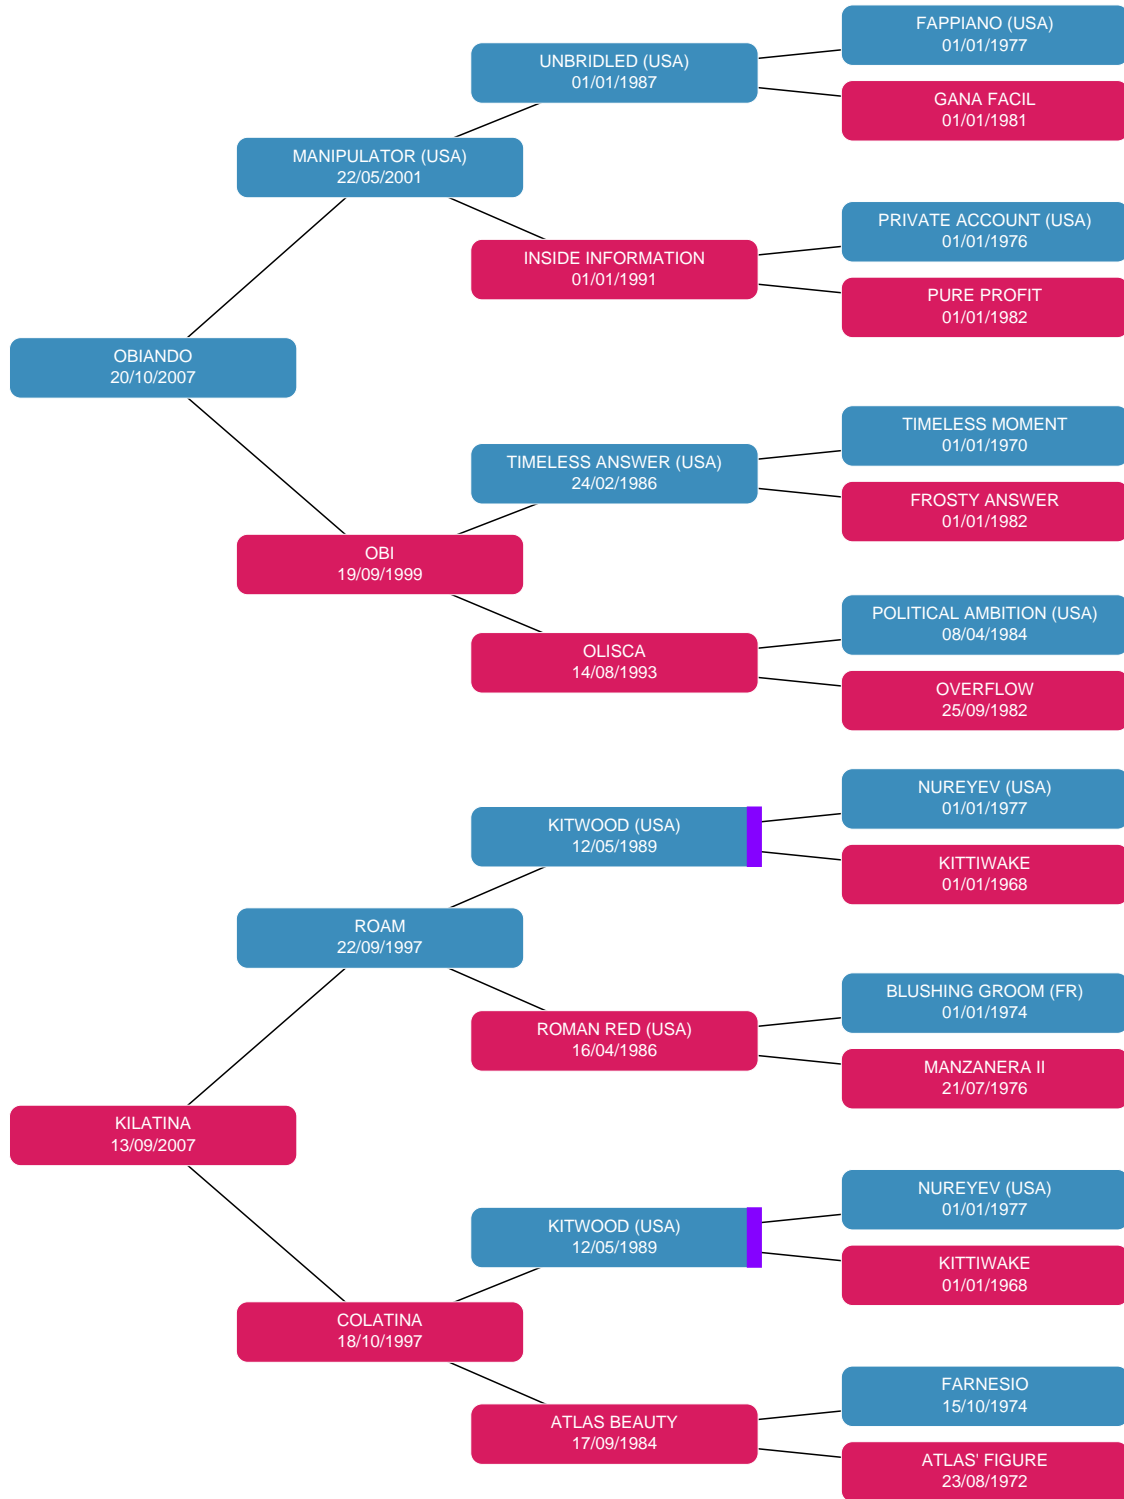 FAPPIANO (USA)
01/01/1977
UNBRIDLED (USA)
01/01/1987
GANA FACIL
01/01/1981
MANIPULATOR (USA)
22/05/2001
PRIVATE ACCOUNT (USA)
01/01/1976
INSIDE INFORMATION
01/01/1991
PURE PROFIT
01/01/1982
OBIANDO
20/10/2007
TIMELESS MOMENT
01/01/1970
TIMELESS ANSWER (USA)
24/02/1986
FROSTY ANSWER
01/01/1982
OBI
19/09/1999
POLITICAL AMBITION (USA)
08/04/1984
OLISCA
14/08/1993
OVERFLOW
25/09/1982
NUREYEV (USA)
01/01/1977
KITWOOD (USA)
12/05/1989
KITTIWAKE
01/01/1968
ROAM
22/09/1997
BLUSHING GROOM (FR)
01/01/1974
ROMAN RED (USA)
16/04/1986
MANZANERA II
21/07/1976
KILATINA
13/09/2007
NUREYEV (USA)
01/01/1977
KITWOOD (USA)
12/05/1989
KITTIWAKE
01/01/1968
COLATINA
18/10/1997
FARNESIO
15/10/1974
ATLAS BEAUTY
17/09/1984
ATLAS' FIGURE
23/08/1972